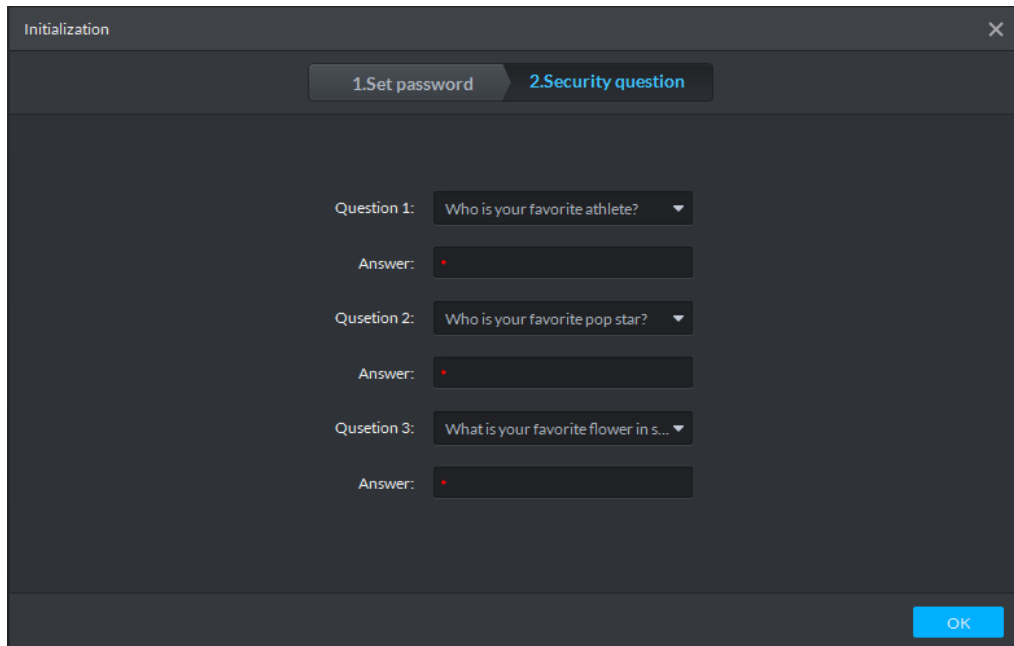 Initialization
1.Set password
2.Security question
Question 1: Who is your favorite athlete?
Answer:
Qusetion 2: Who is your favorite pop star?
Answer:
Qusetion 3: What is your favorite flower in s...
Answer:
OK